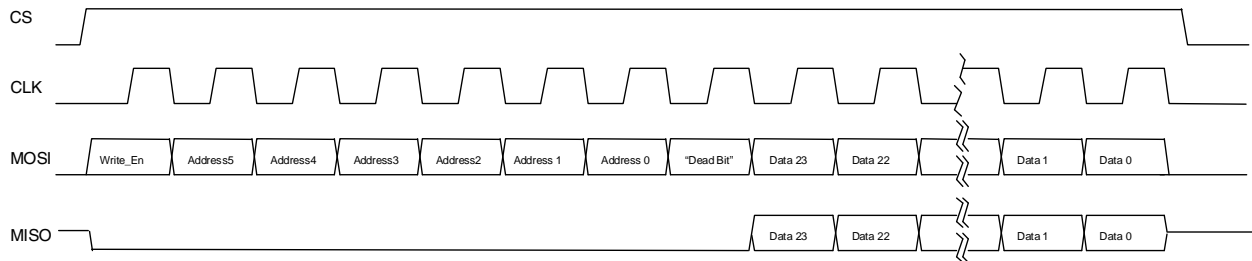 CS
CLK
MOSI Write_En Address5 Address4 Address3 Address2 Address 1 Address 0 “Dead Bit” Data 23 Data 22 Data 1 Data 0
MISO Data 23 Data 22 Data 1 Data 0